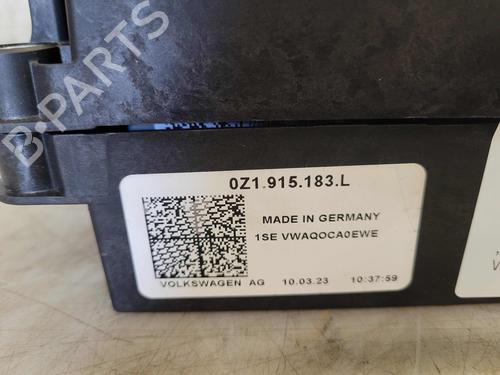 B-PARTS
0Z1.915.183.L
MADE IN GERMANY
1SE VWAQOCA0EWE
VOLKSWAGEN AG 10.03.23 10:37:59